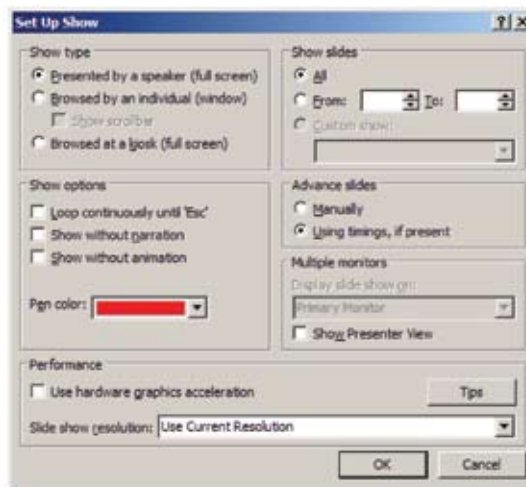 Set Up Show
Show type
Presented by a speaker (full screen)
Browsed by an individual (window)
Show scrollbar
Browsed at a kiosk (full screen)
Show slides
All
From: To:
Custom show:
Show options
Loop continuously until 'Esc'
Show without narration
Show without animation
Pen color:
Advance slides
Manually
Using timings, if present
Multiple monitors
Display slide show on:
Primary Monitor
Show Presenter View
Performance
Use hardware graphics acceleration
Tips
Slide show resolution: Use Current Resolution
OK Cancel